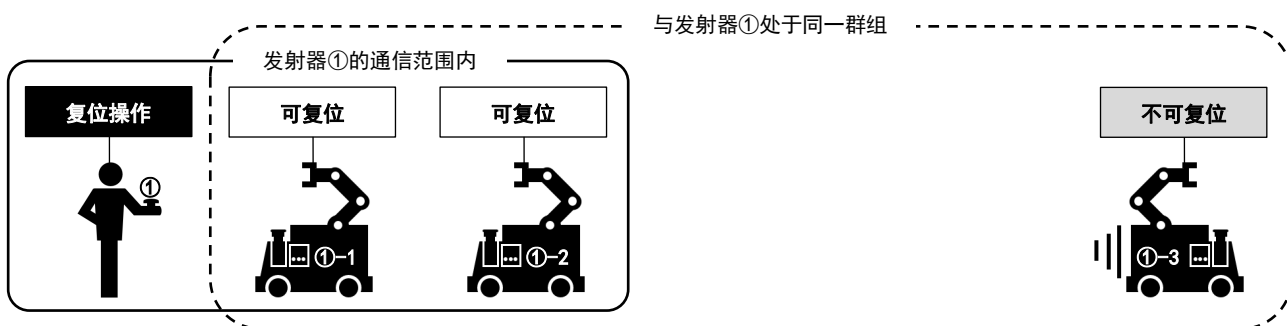 与发射器①处于同一群组
发射器①的通信范围内
复位操作
可复位
可复位
不可复位
①
①-1
①-2
①-3